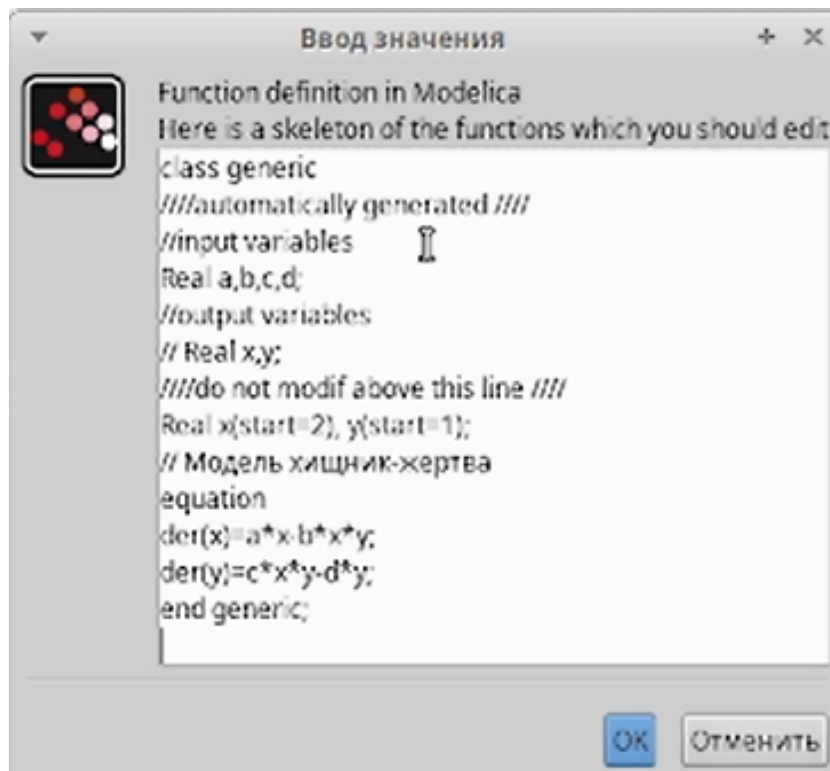 Ввод значения
Function definition in Modelica
Here is a skeleton of the functions which you should edit
class generic
////automatically generated ////
//input variables
Real a,b,c,d;
//output variables
// Real x,y;
////do not modif above this line ////
Real x(start=2), y(start=1);
// Модель хищник-жертва
equation
der(x)=a*x-b*x*y;
der(y)=c*x*y-d*y;
end generic;
OK Отменить